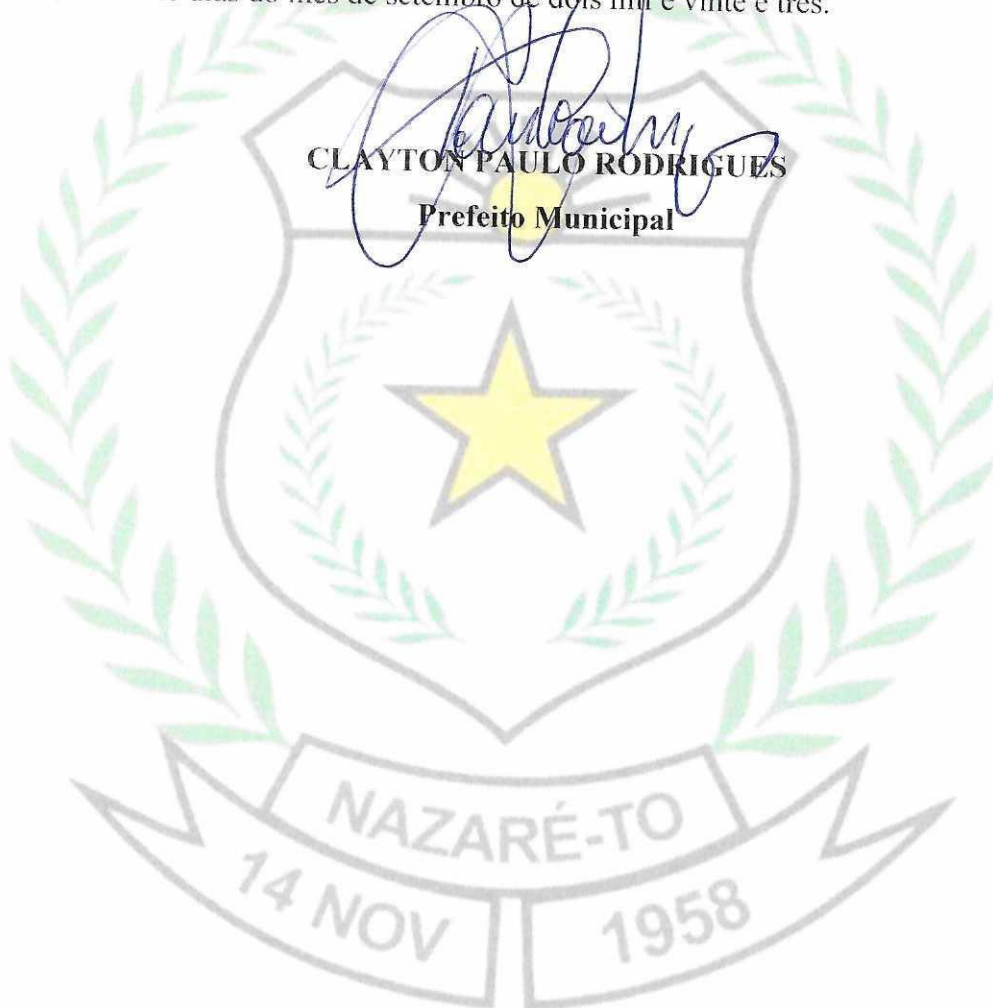 dias do mês de setembro de dois mil e vinte e três.
CLAYTON PAULO RODRIGUES
Prefeito Municipal
NAZARÉ-TO
14 NOV 1958